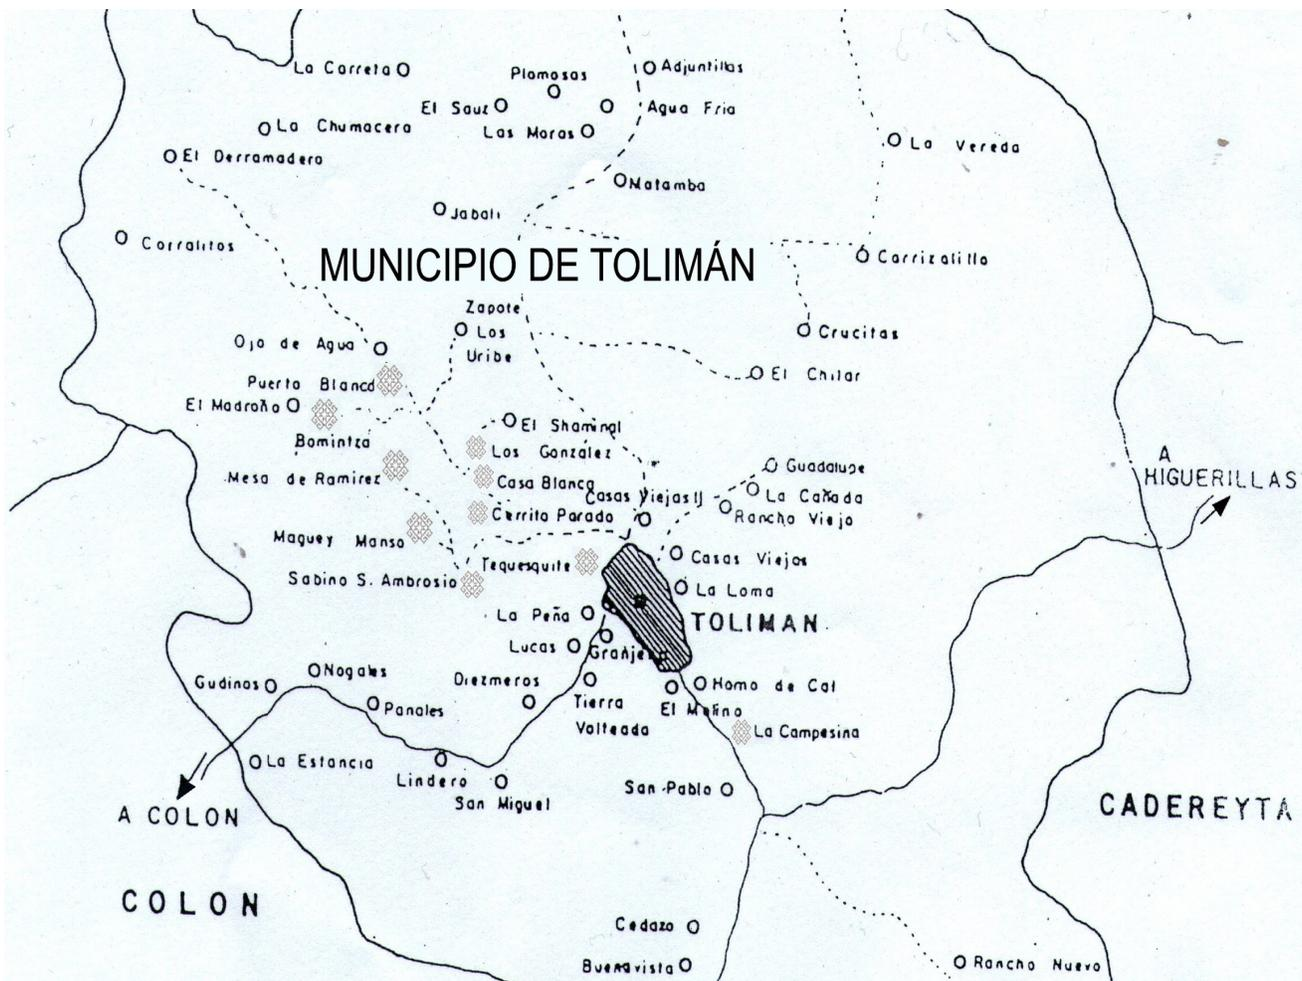 La Carreta
Plomosas
Adjuntillas
El Sauz
Agua Fria
Las Moras
La Chumacera
El Derramadero
La Vereda
Matamba
Jabali
Corralitos
Carrizalillo
MUNICIPIO DE TOLIMÁN
Zapote
Los
Uribe
Crucitas
Ojo de Agua
El Chilar
Puerto Blanco
El Madroño
El Shaminal
Bomintza
Los Gonzalez
Guadalupe
A
HIGUERILLAS
Mesa de Ramirez
Casa Blanca
Casas Viejas II
La Cañada
Cerrito Parado
Rancho Viejo
Maguey Manso
Casas Viejas
Tequesquite
Sabino S. Ambrosio
La Loma
La Peña
TOLIMAN
Lucas
Granjeno
Nogales
Gudinos
Diezmeros
Homo de Cal
Panales
Tierra
Volteada
El Molino
La Campesina
La Estancia
Lindero
San Pablo
San Miguel
A COLON
CADEREYTA
COLON
Cedazo
Buenavista
Rancho Nuevo